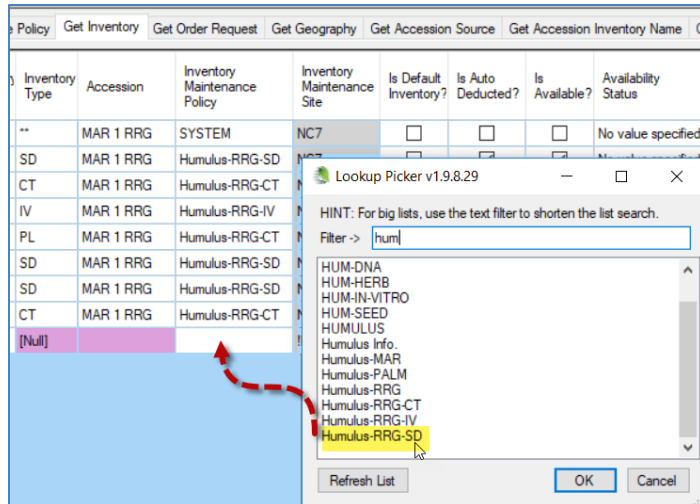 Policy Get Inventory Get Order Request Get Geography Get Accession Source Get Accession Inventory Name
Inventory Type Accession Inventory Maintenance Policy Inventory Maintenance Site Is Default Inventory? Is Auto Deducted? Is Available? Availability Status
** MAR 1 RRG SYSTEM NC7 No value specified
SD MAR 1 RRG Humulus-RRG-SD
CT MAR 1 RRG Humulus-RRG-CT
IV MAR 1 RRG Humulus-RRG-IV
PL MAR 1 RRG Humulus-RRG-CT
SD MAR 1 RRG Humulus-RRG-SD
SD MAR 1 RRG Humulus-RRG-SD
CT MAR 1 RRG Humulus-RRG-CT
[Null]
Lookup Picker v1.9.8.29
HINT: For big lists, use the text filter to shorten the list search.
Filter -> hum
HUM-DNA
HUM-HERB
HUM-IN-VITRO
HUM-SEED
HUMULUS
Humulus Info.
Humulus-MAR
Humulus-PALM
Humulus-RRG
Humulus-RRG-CT
Humulus-RRG-IV
Humulus-RRG-SD
Refresh List OK Cancel